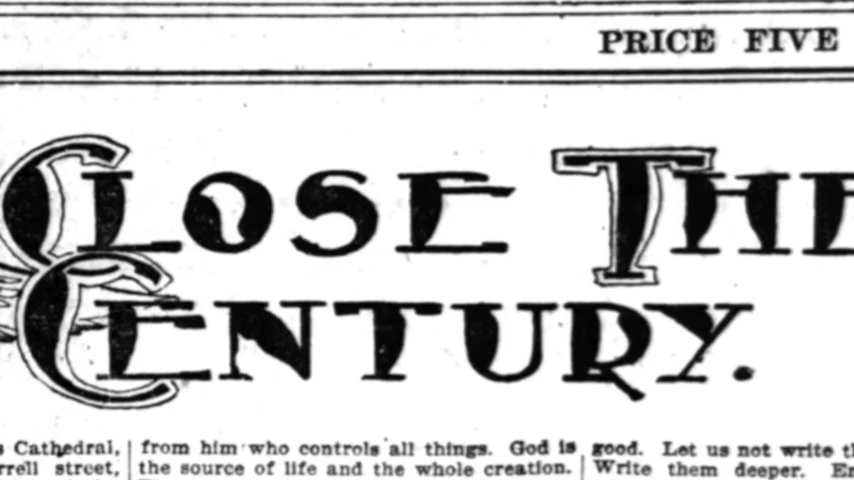 PRICE FIVE
CLOSE THE
CENTURY.
Cathedral, from him who controls all things. God is good. Let us not write
street, the source of life and the whole creation. Write them deeper.